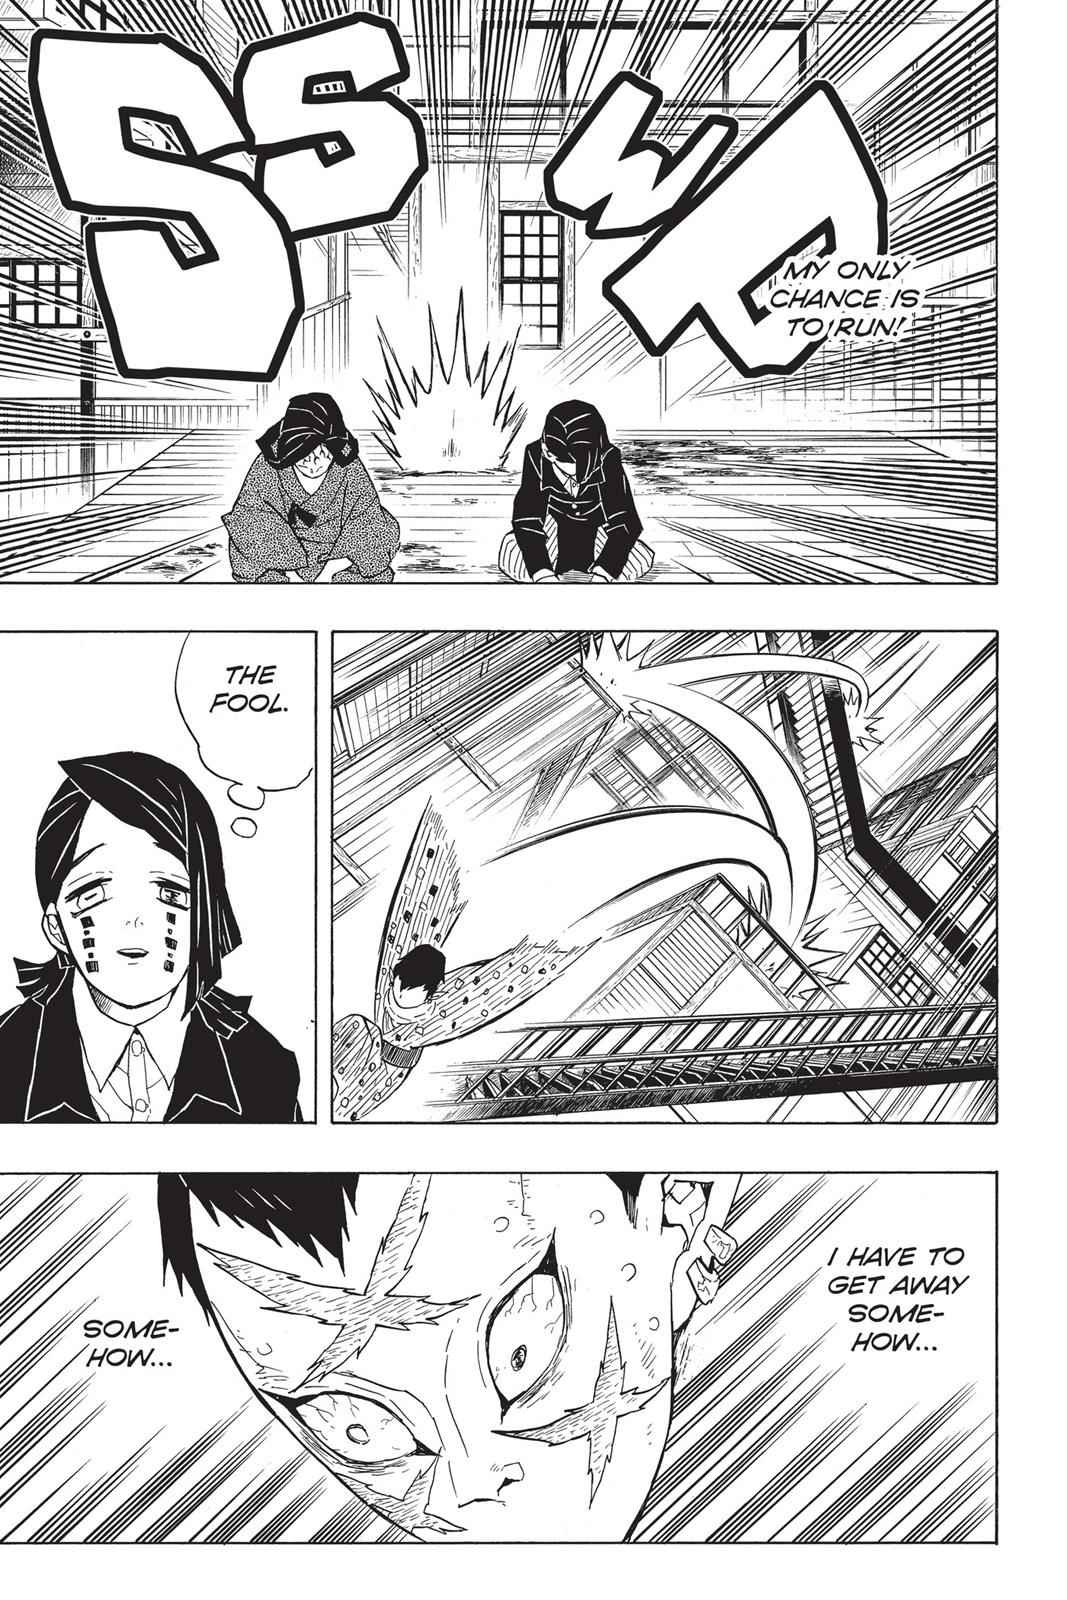 MY ONLY
CHANCE IS
TO RUN!
SSWP
THE
FOOL.
I HAVE TO
GET AWAY
SOME-
HOW...
SOME-
HOW...